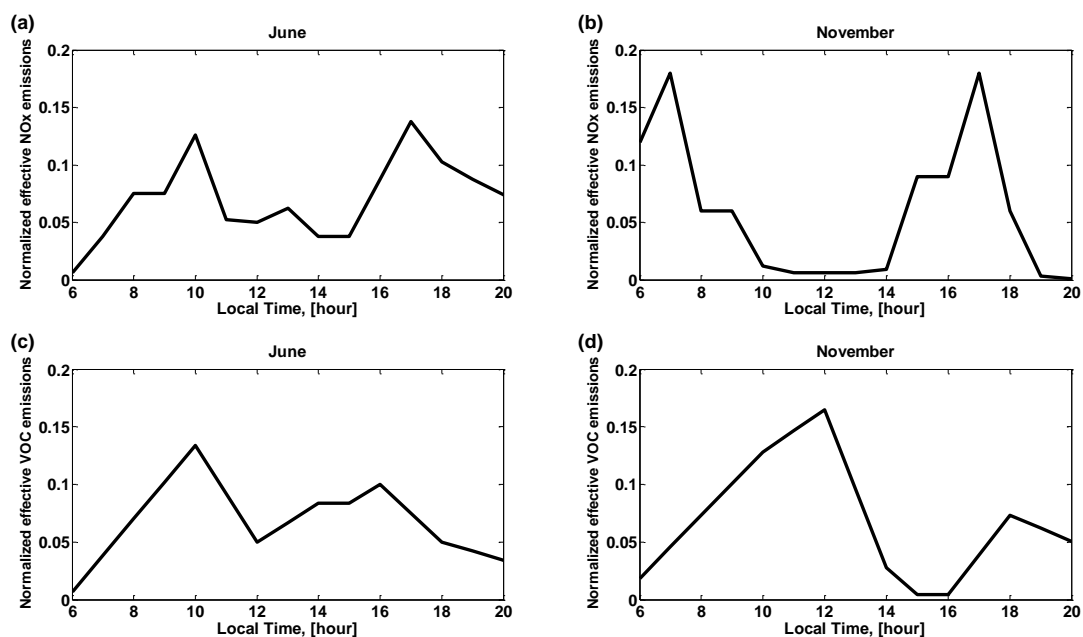 (a)
June
Normalized effective NOx emissions
0.2
0.15
0.1
0.05
0
6 8 10 12 14 16 18 20
Local Time, [hour]
(b)
November
Normalized effective NOx emissions
0.2
0.15
0.1
0.05
0
6 8 10 12 14 16 18 20
Local Time, [hour]
(c)
June
Normalized effective VOC emissions
0.2
0.15
0.1
0.05
0
6 8 10 12 14 16 18 20
Local Time, [hour]
(d)
November
Normalized effective VOC emissions
0.2
0.15
0.1
0.05
0
6 8 10 12 14 16 18 20
Local Time, [hour]